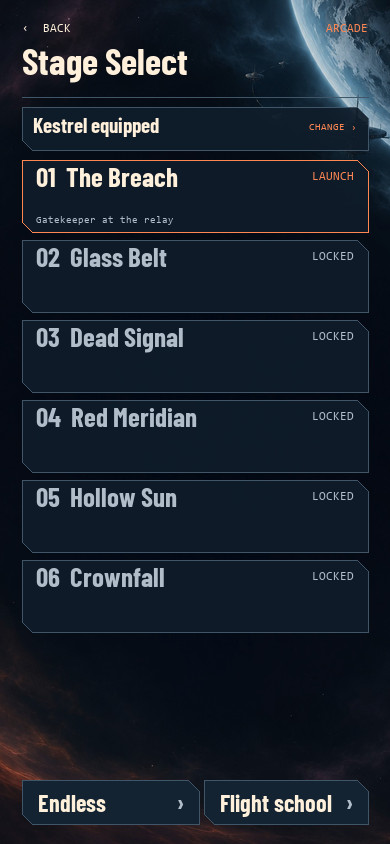 ‹ BACK
ARCADE
Stage Select
Kestrel equipped
CHANGE ›
01 The Breach
LAUNCH
Gatekeeper at the relay
02 Glass Belt
LOCKED
03 Dead Signal
LOCKED
04 Red Meridian
LOCKED
05 Hollow Sun
LOCKED
06 Crownfall
LOCKED
Endless ›
Flight school ›